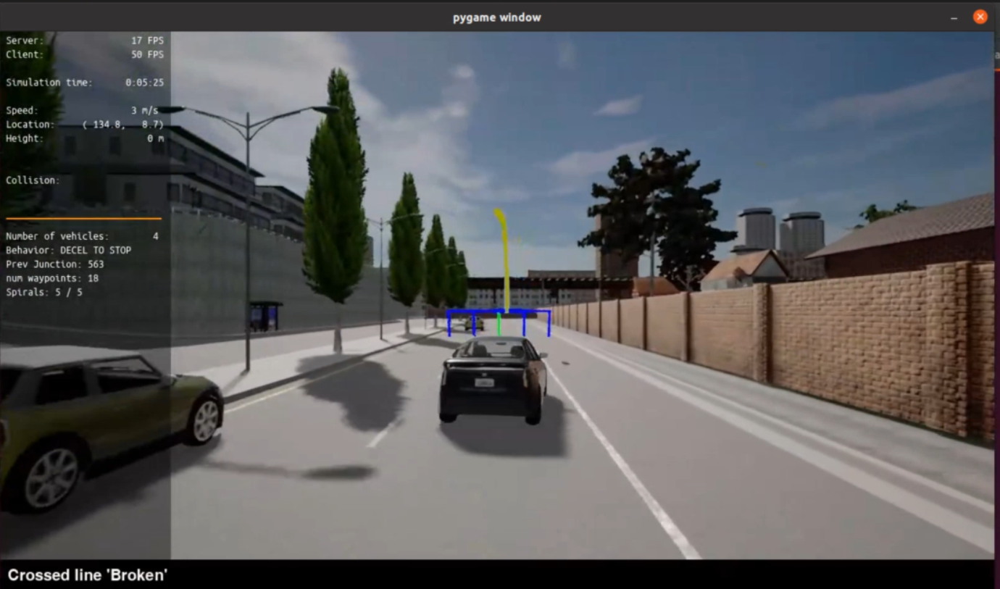 pygame window
Server: 17 FPS
Client: 50 FPS
Simulation time: 0:05:25
Speed: 3 m/s
Location: ( 134.8, 8.7)
Height: 0 m
Collision:
Number of vehicles: 4
Behavior: DECEL TO STOP
Prev Junction: 563
num waypoints: 18
Spirals: 5 / 5
Crossed line 'Broken'